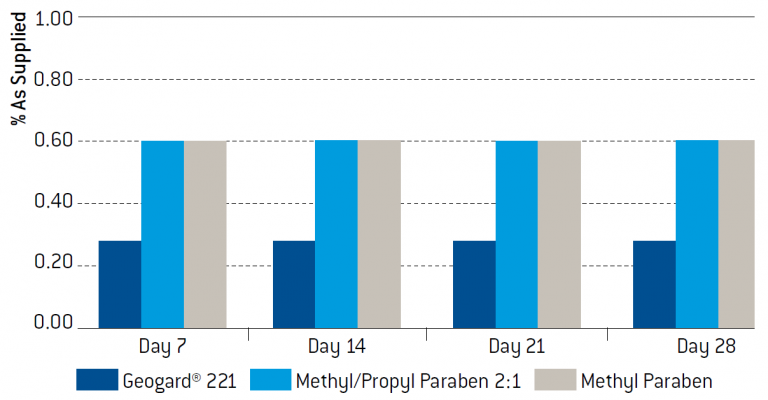 % As Supplied
1.00
0.80
0.60
0.40
0.20
0.00
Day 7 Day 14 Day 21 Day 28
Geogard® 221 Methyl/Propyl Paraben 2:1 Methyl Paraben